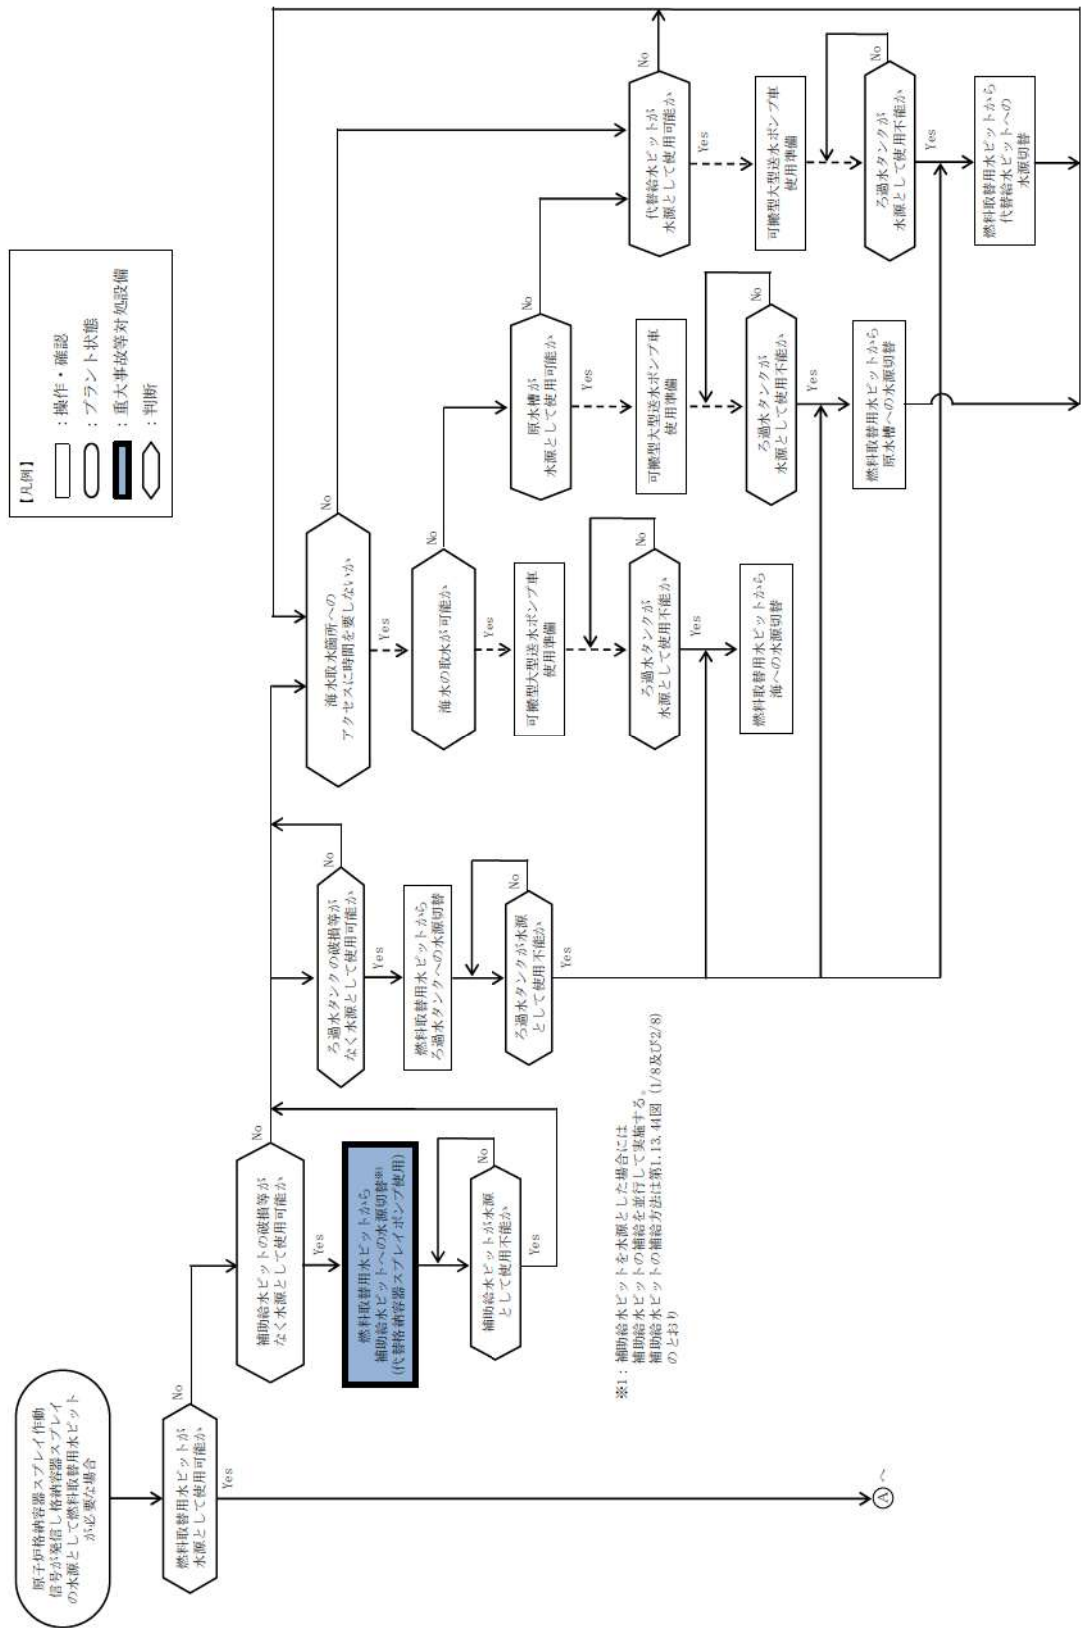 原子炉格納容器スプレイ作動
信号が発信し格納容器スプレイ
の水源として燃料取替用水ピット
が必要な場合
燃料取替用水ピットが
水源として使用可能か
No
Yes
Ⓐ へ
補助給水ピットの破損等が
なく水源として使用可能か
No
Yes
燃料取替用水ピットから
補助給水ピットへの水源切替※1
(代替格納容器スプレイポンプ使用)
補助給水ピットが水源
として使用不能か
No
Yes
※1：補助給水ピットを水源とした場合には
補助給水ピットの補給を並行して実施する。
補助給水ピットの補給方法は第1.13.44図（1/8及び2/8）
のとおり
ろ過水タンクの破損等が
なく水源として使用可能か
No
Yes
燃料取替用水ピットから
ろ過水タンクへの水源切替
ろ過水タンクが水源
として使用不能か
No
Yes
海水取水箇所への
アクセスに時間を要しないか
No
Yes
海水の取水が可能か
No
Yes
可搬型大型送水ポンプ車
使用準備
ろ過水タンクが
水源として使用不能か
No
Yes
燃料取替用水ピットから
海への水源切替
原水槽が
水源として使用可能か
No
Yes
可搬型大型送水ポンプ車
使用準備
ろ過水タンクが
水源として使用不能か
No
Yes
燃料取替用水ピットから
原水槽への水源切替
代替給水ピットが
水源として使用可能か
No
Yes
可搬型大型送水ポンプ車
使用準備
ろ過水タンクが
水源として使用不能か
No
Yes
燃料取替用水ピットから
代替給水ピットへの
水源切替
【凡例】
：操作・確認
：プラント状態
：重大事故等対処設備
：判断